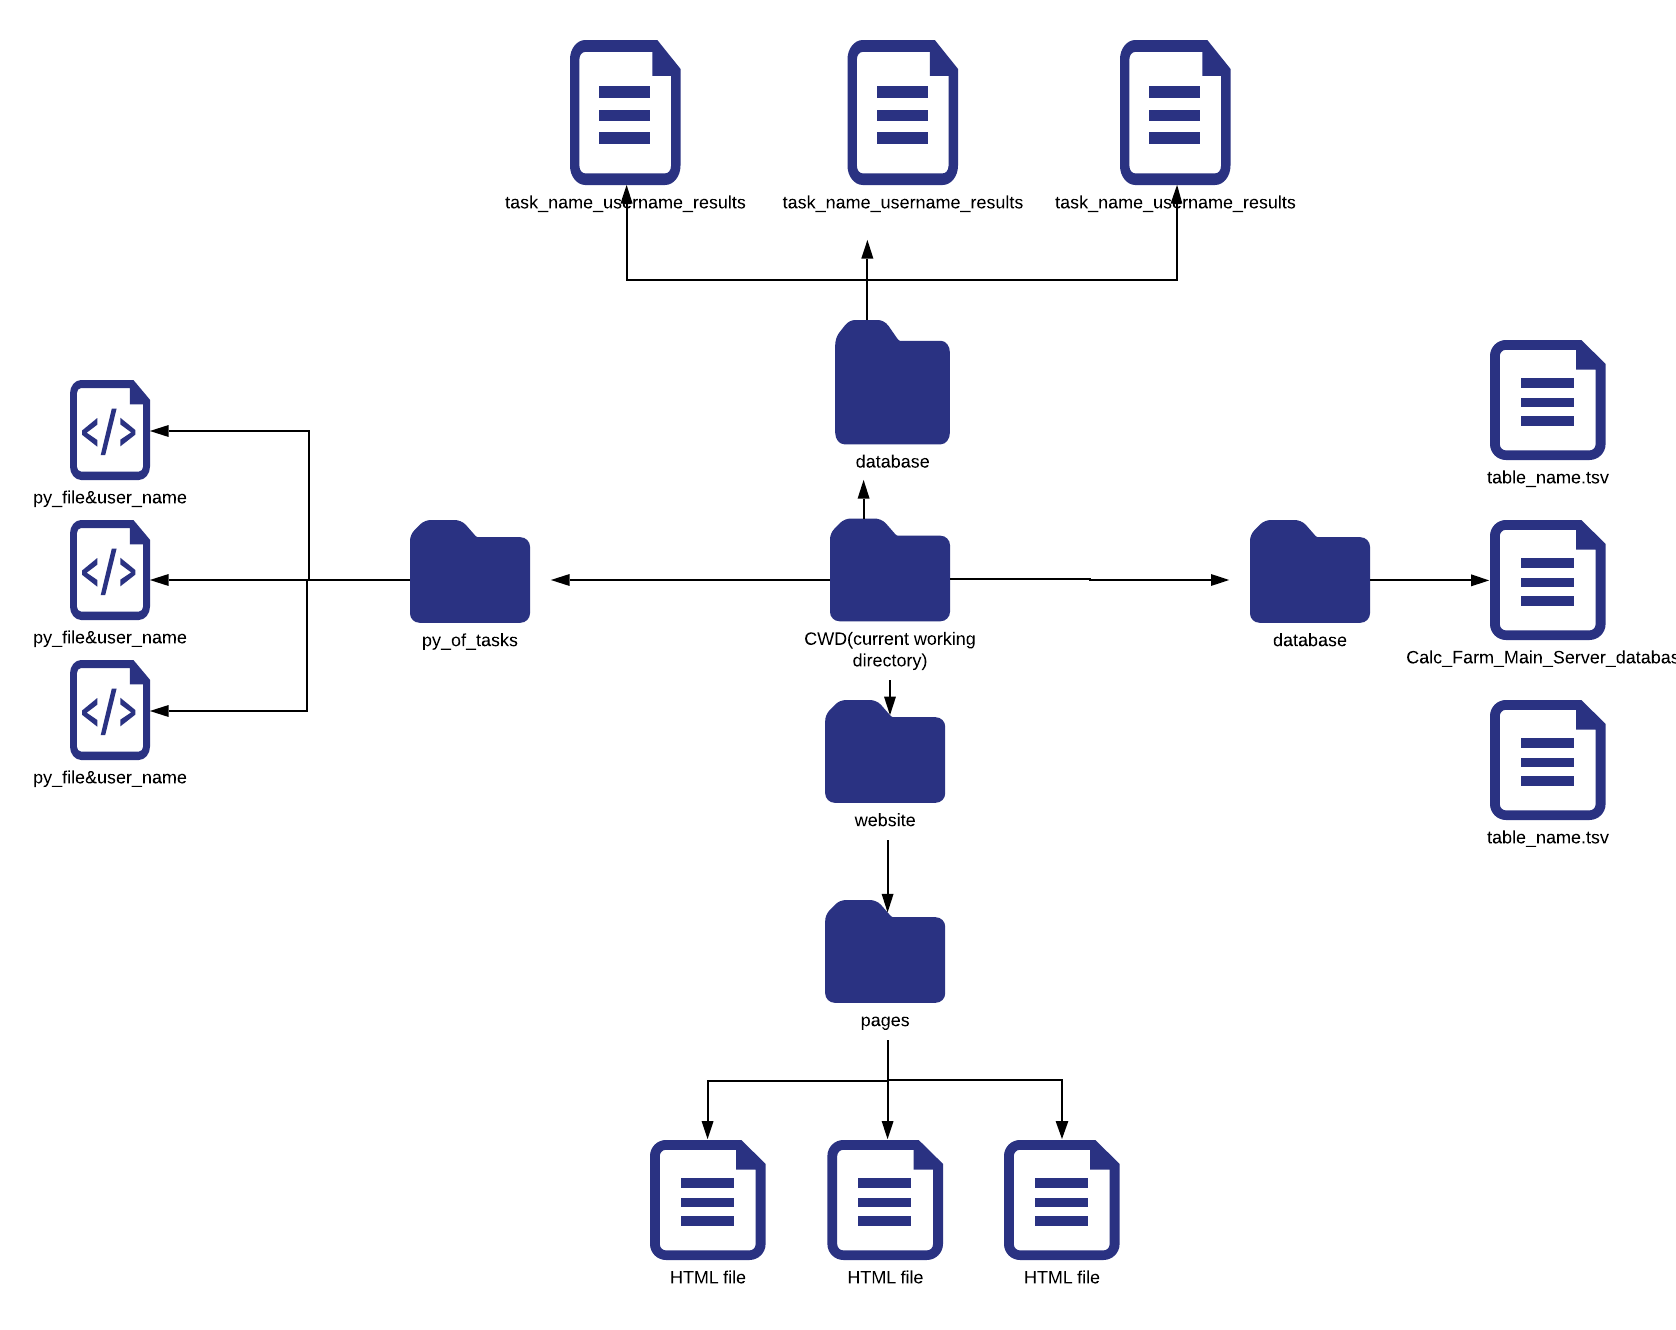 task_name_username_results
task_name_username_results
task_name_username_results
database
table_name.tsv
py_file&user_name
py_file&user_name
py_of_tasks
CWD(current working
directory)
database
Calc_Farm_Main_Server_databas
py_file&user_name
website
table_name.tsv
pages
HTML file
HTML file
HTML file